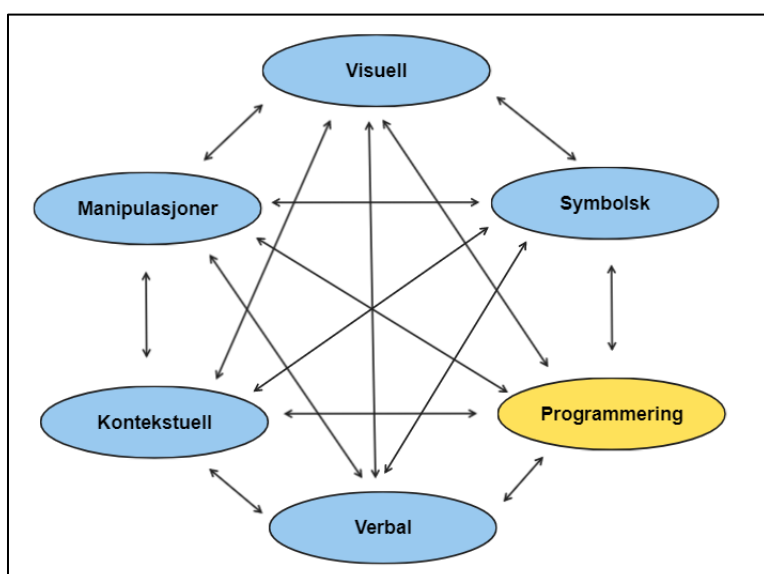 Visuell
Manipulasjoner
Symbolsk
Kontekstuell
Programmering
Verbal